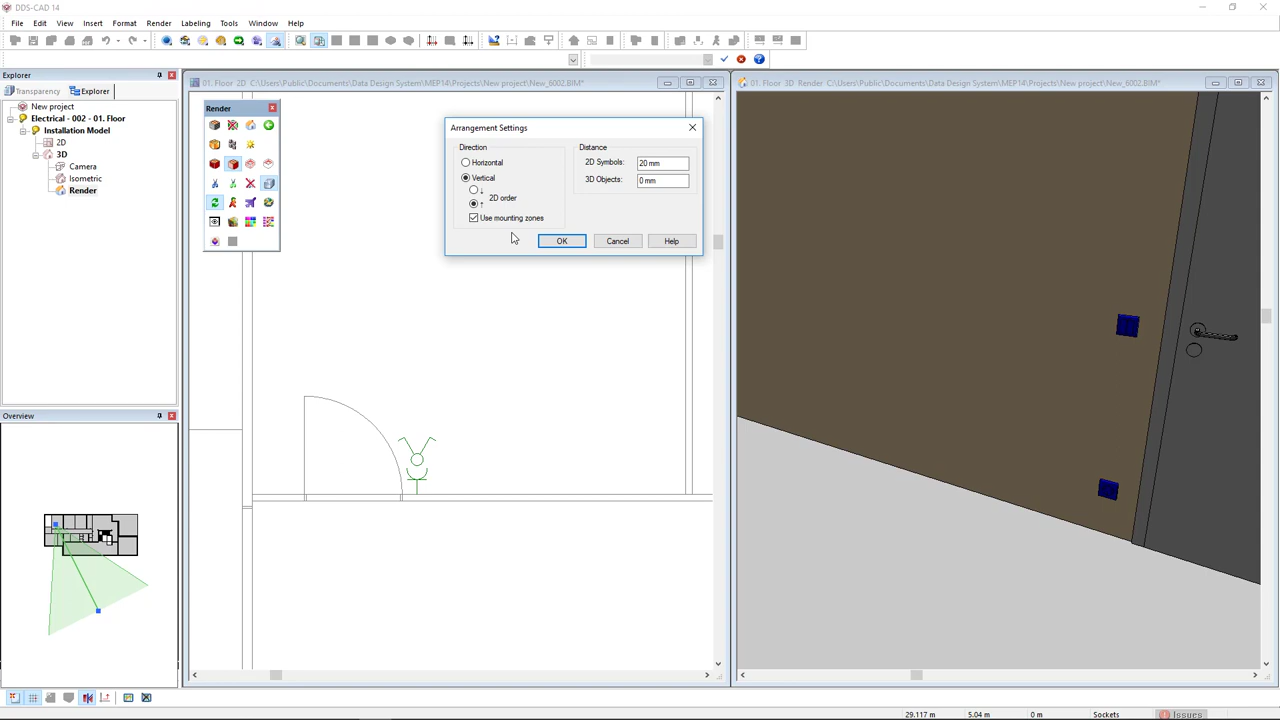 DDS-CAD 14
File Edit View Insert Format Render Labeling Tools Window Help
Explorer
Transparency Explorer
New project
Electrical - 002 - 01. Floor
Installation Model
2D
3D
Camera
Isometric
Render
Overview
01. Floor 2D C:\Users\Public\Documents\Data Design System\MEP14\Projects\New project\New_6002.BIM*
Render
Arrangement Settings
Direction
Horizontal
Vertical
2D order
Use mounting zones
Distance
2D Symbols: 20 mm
3D Objects: 0 mm
OK Cancel Help
01. Floor 3D Render C:\Users\Public\Documents\Data Design System\MEP14\Projects\New project\New_6002.BIM*
29.117 m 5.04 m 0 m Sockets Issues